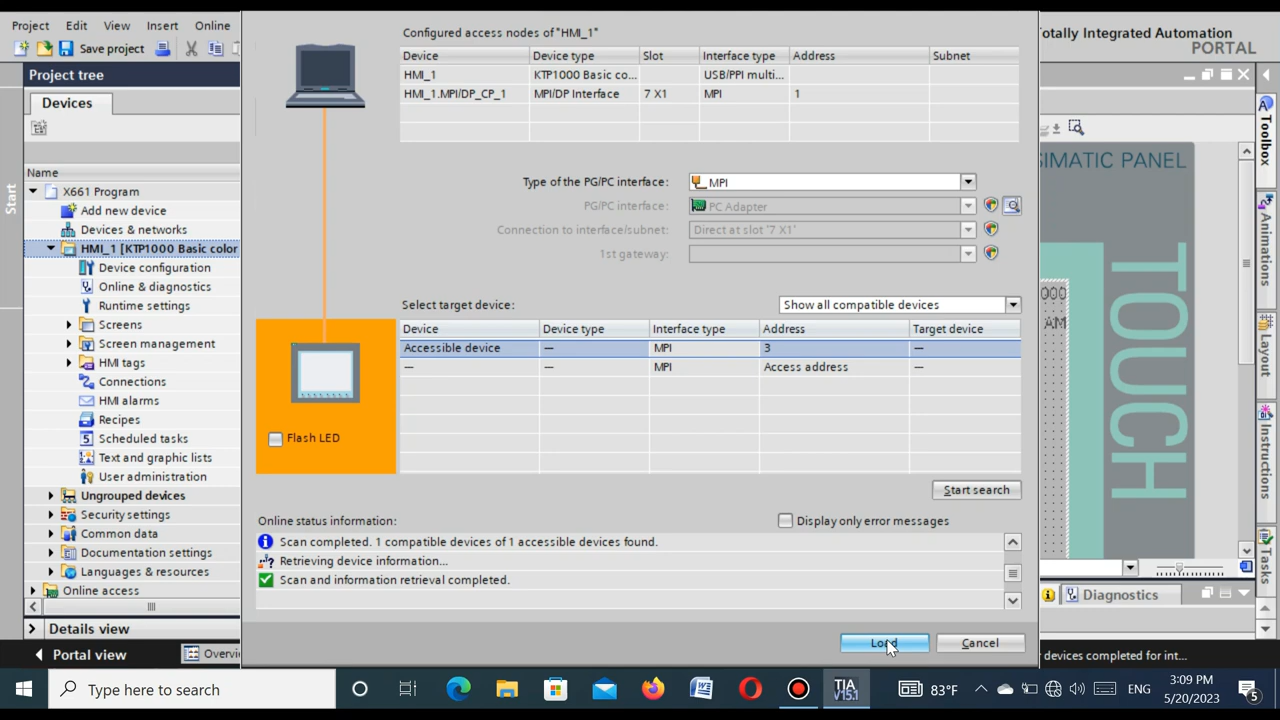 Project Edit View Insert Online
Save project
Totally Integrated Automation
PORTAL
Start
Project tree
Devices
Name
X661 Program
Add new device
Devices & networks
HMI_1 [KTP1000 Basic color
Device configuration
Online & diagnostics
Runtime settings
Screens
Screen management
HMI tags
Connections
HMI alarms
Recipes
Scheduled tasks
Text and graphic lists
User administration
Ungrouped devices
Security settings
Common data
Documentation settings
Languages & resources
Online access
Details view
Portal view
Overvi
Configured access nodes of "HMI_1"
Device Device type Slot Interface type Address Subnet
HMI_1 KTP1000 Basic co... USB/PPI multi...
HMI_1.MPI/DP_CP_1 MPI/DP Interface 7 X1 MPI 1
Type of the PG/PC interface: MPI
PG/PC interface: PC Adapter
Connection to interface/subnet: Direct at slot '7 X1'
1st gateway:
Select target device: Show all compatible devices
Device Device type Interface type Address Target device
Accessible device — MPI 3 —
— — MPI Access address —
Flash LED
Start search
Online status information: Display only error messages
Scan completed. 1 compatible devices of 1 accessible devices found.
Retrieving device information...
Scan and information retrieval completed.
Load Cancel
SIMATIC PANEL
TOUCH
000
AM
Toolbox
Animations
Layout
Instructions
Tasks
Diagnostics
devices completed for int...
Type here to search
TIA
V15.1
83°F
ENG
3:09 PM
5/20/2023
5